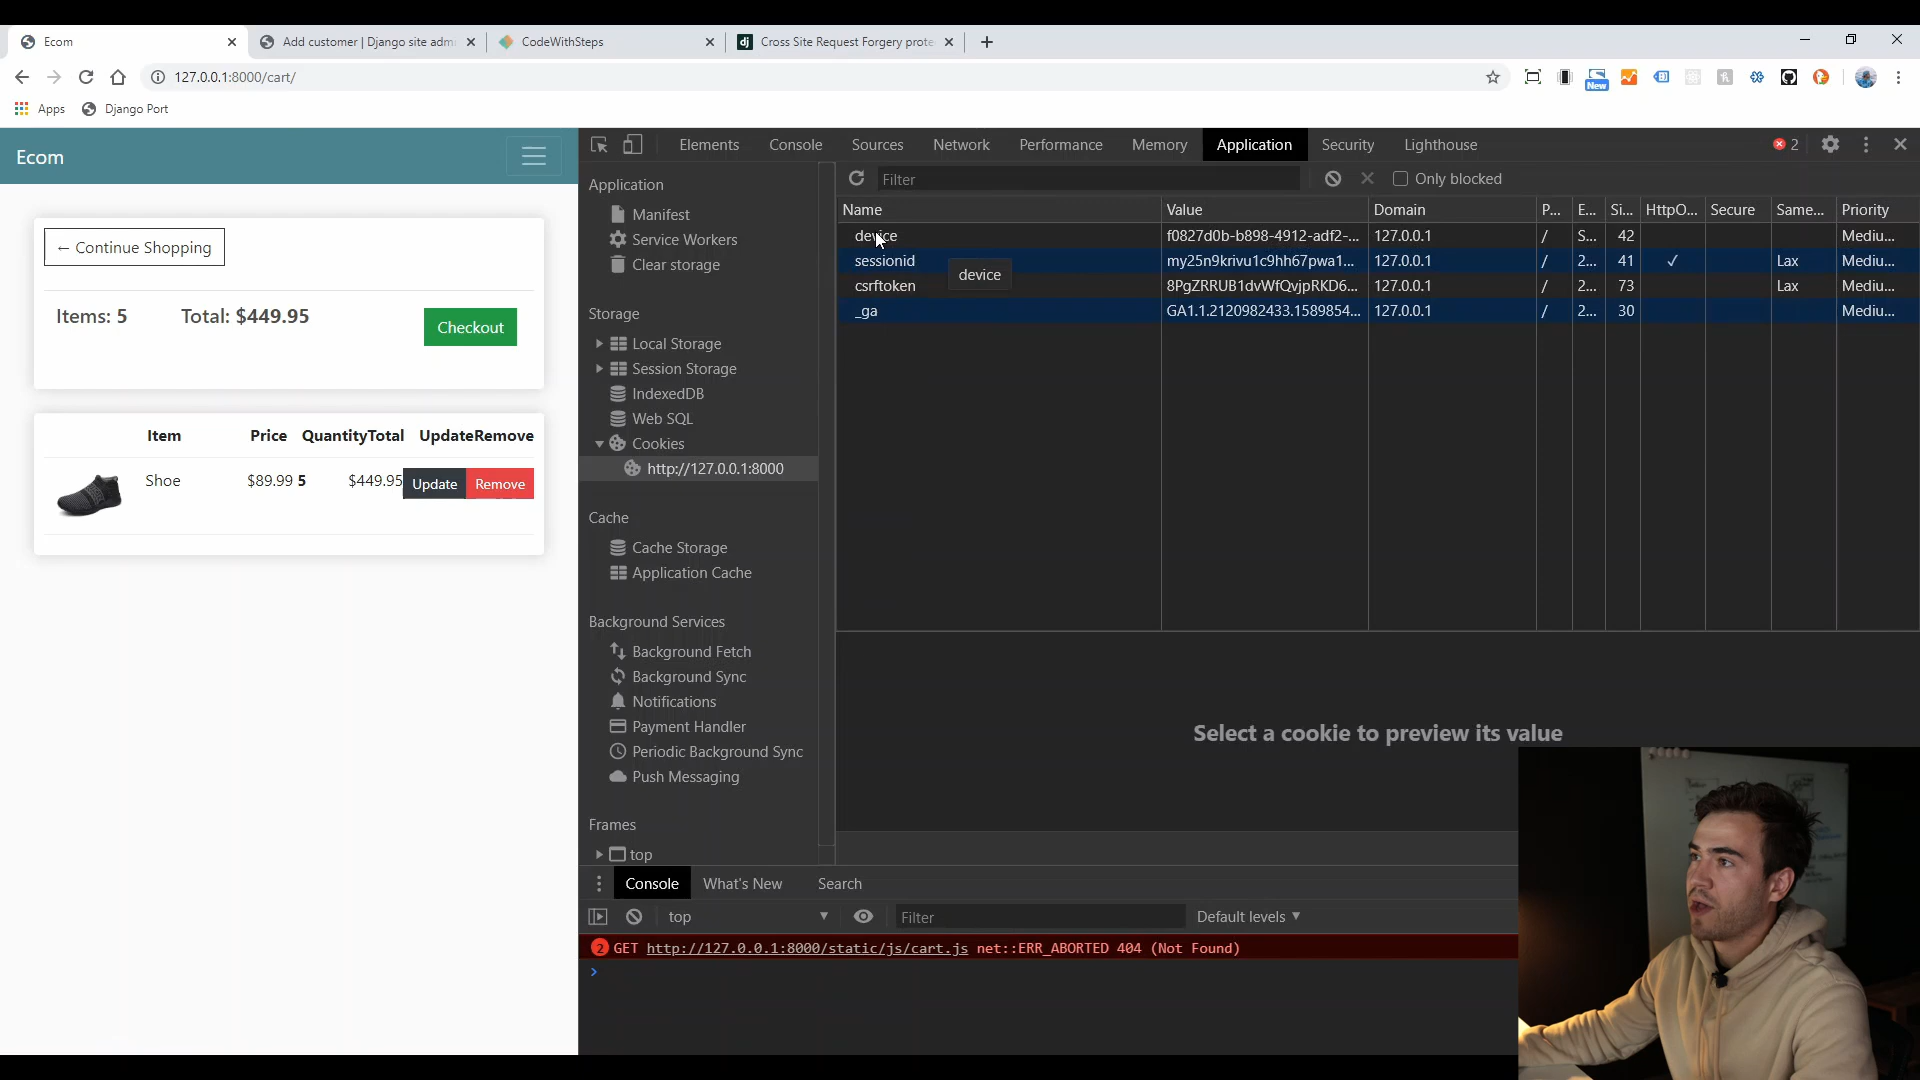 Ecom
Add customer | Django site adm
CodeWithSteps
dj Cross Site Request Forgery prote
127.0.0.1:8000/cart/
New
Apps
Django Port
Ecom
← Continue Shopping
Items: 5
Total: $449.95
Checkout
Item Price Quantity Total Update Remove
Shoe $89.99 5 $449.95 Update Remove
Elements Console Sources Network Performance Memory Application Security Lighthouse
2
Application
Manifest
Service Workers
Clear storage
Storage
Local Storage
Session Storage
IndexedDB
Web SQL
Cookies
http://127.0.0.1:8000
Cache
Cache Storage
Application Cache
Background Services
Background Fetch
Background Sync
Notifications
Payment Handler
Periodic Background Sync
Push Messaging
Frames
top
Filter
Only blocked
Name Value Domain P... E... Si... HttpO... Secure Same... Priority
device f0827d0b-b898-4912-adf2-... 127.0.0.1 / S... 42 Mediu...
sessionid my25n9krivu1c9hh67pwa1... 127.0.0.1 / 2... 41 ✓ Lax Mediu...
device
csrftoken 8PgZRRUB1dvWfQvjpRKD6... 127.0.0.1 / 2... 73 Lax Mediu...
_ga GA1.1.2120982433.1589854... 127.0.0.1 / 2... 30 Mediu...
Select a cookie to preview its value
Console What's New Search
top
Filter
Default levels
2 GET http://127.0.0.1:8000/static/js/cart.js net::ERR_ABORTED 404 (Not Found)